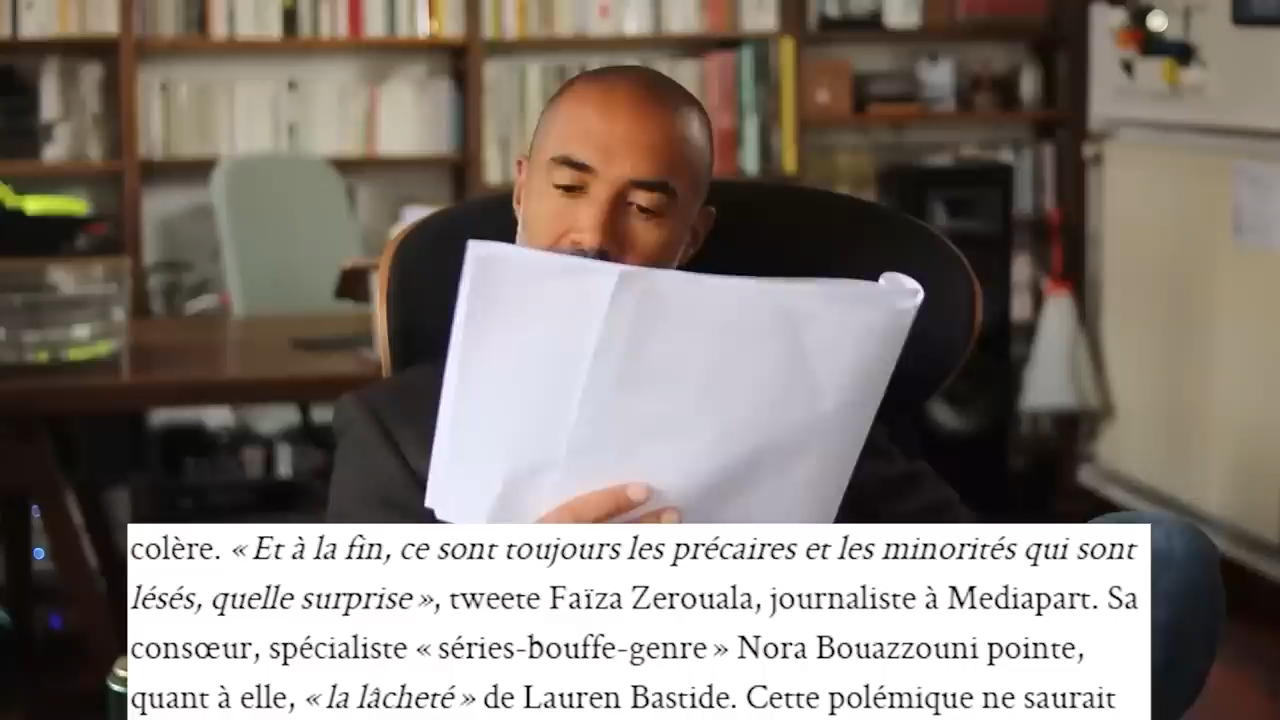 colère. « Et à la fin, ce sont toujours les précaires et les minorités qui sont
lésés, quelle surprise », tweete Faïza Zerouala, journaliste à Mediapart. Sa
consœur, spécialiste « séries-bouffe-genre » Nora Bouazzouni pointe,
quant à elle, « la lâcheté » de Lauren Bastide. Cette polémique ne saurait